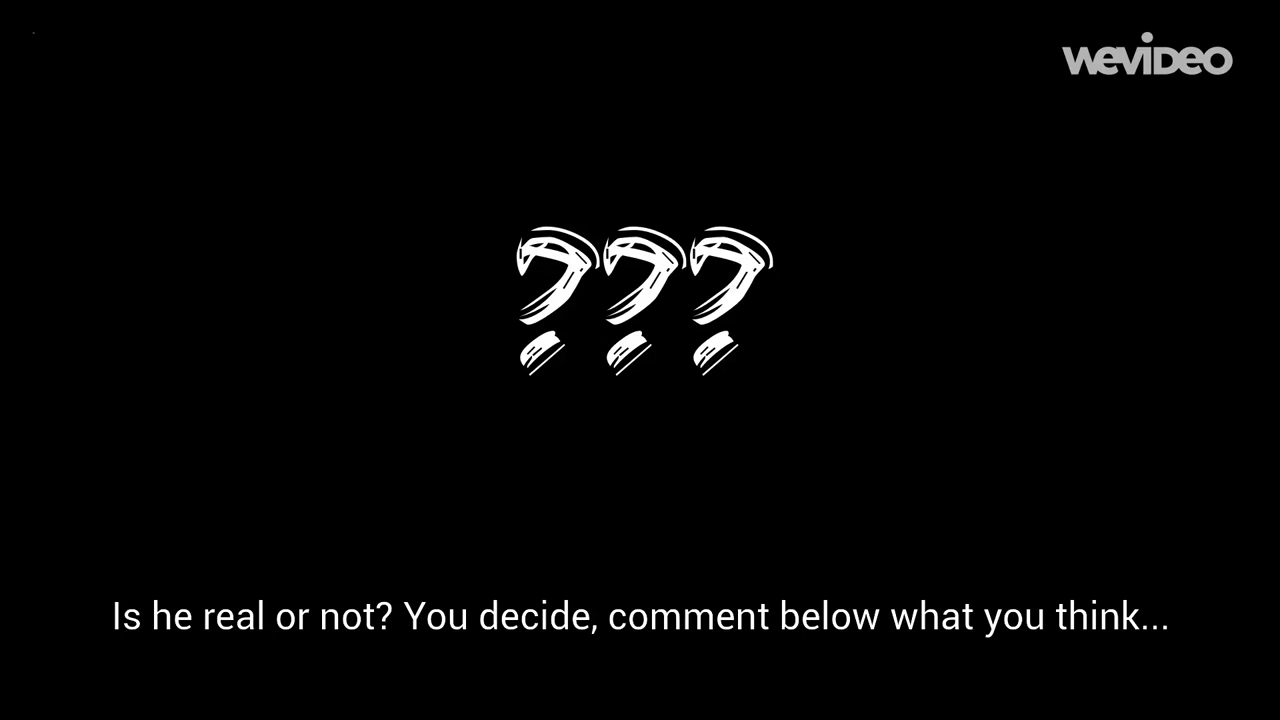 WEVIDEO
???
Is he real or not? You decide, comment below what you think...